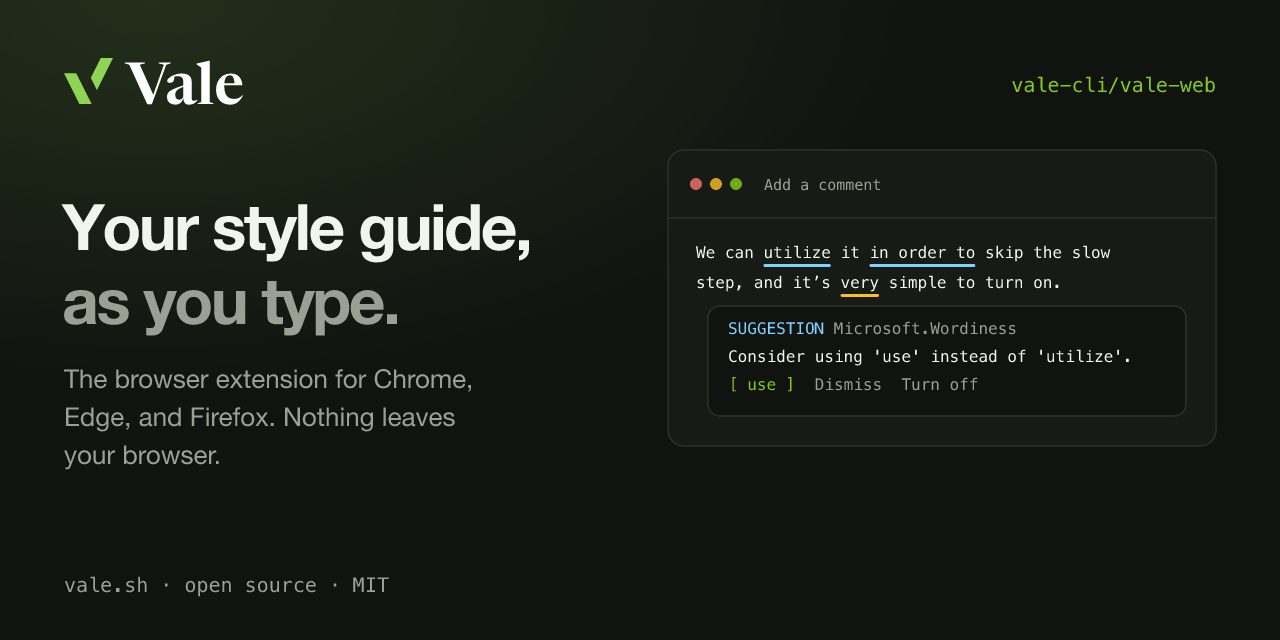 Vale
vale-cli/vale-web
Your style guide,
as you type.
The browser extension for Chrome,
Edge, and Firefox. Nothing leaves
your browser.
Add a comment
We can utilize it in order to skip the slow
step, and it’s very simple to turn on.
SUGGESTION Microsoft.Wordiness
Consider using 'use' instead of 'utilize'.
[ use ] Dismiss Turn off
vale.sh · open source · MIT